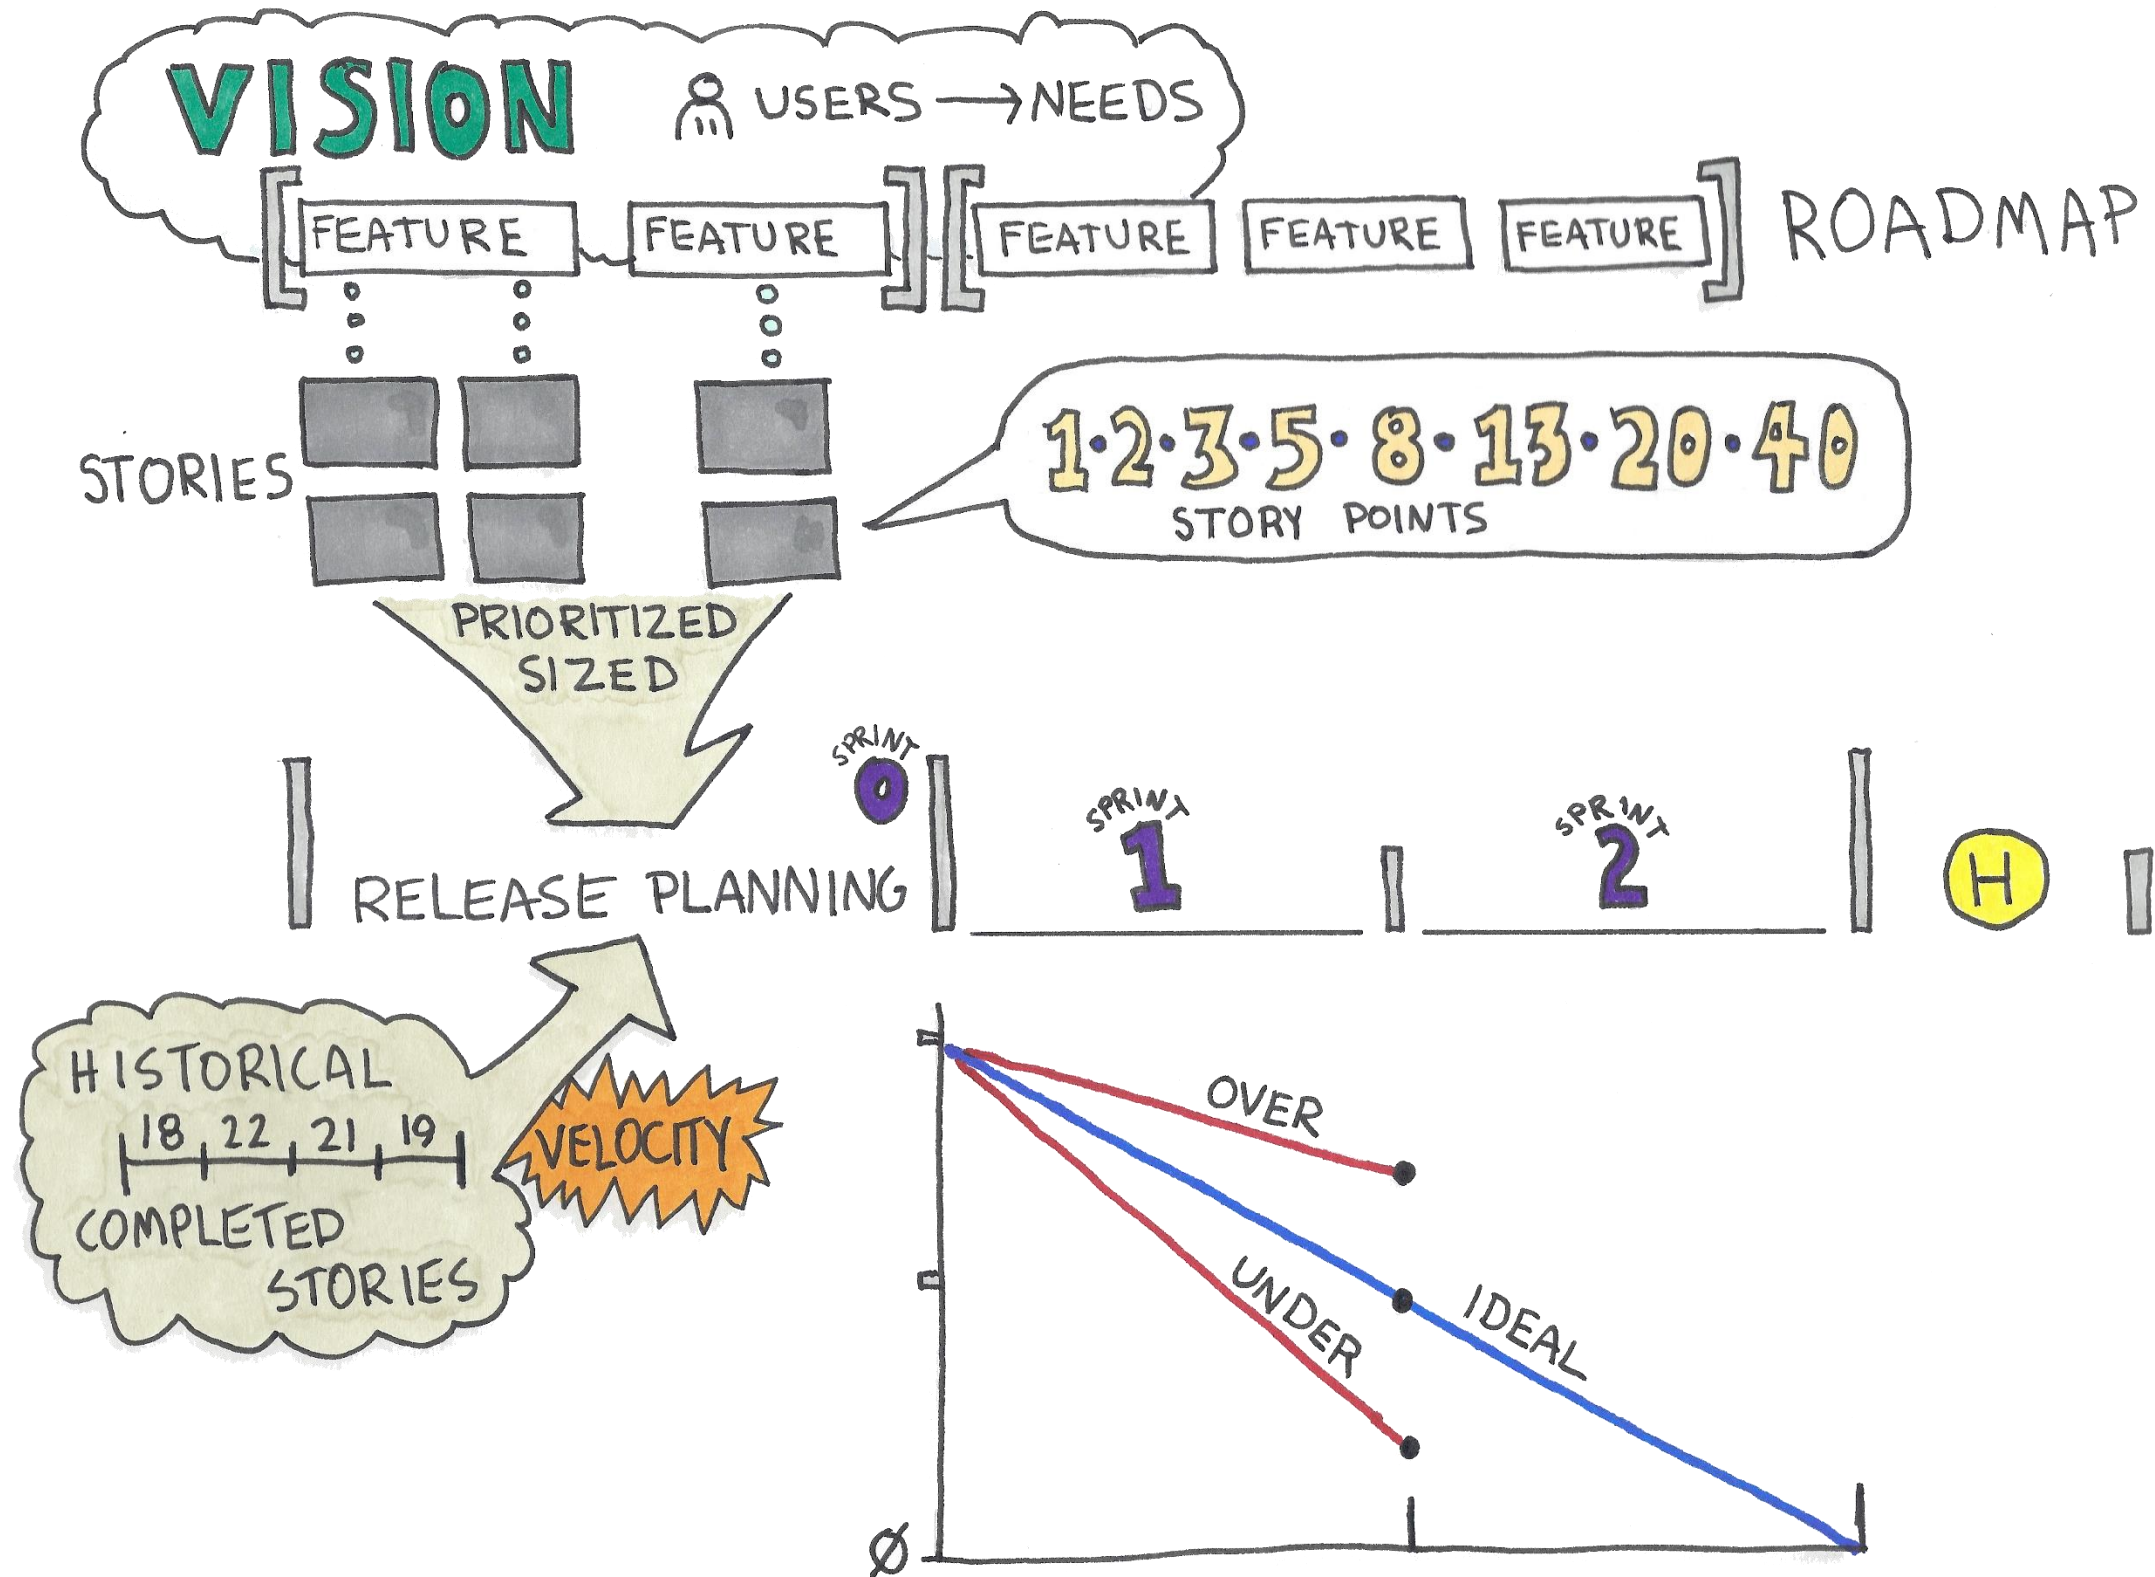 VISION
USERS → NEEDS
FEATURE FEATURE FEATURE FEATURE FEATURE ROADMAP
STORIES
1·2·3·5·8·13·20·40
STORY POINTS
PRIORITIZED
SIZED
SPRINT
0
SPRINT
1
SPRINT
2
H
RELEASE PLANNING
HISTORICAL
18 22 21 19
COMPLETED
STORIES
VELOCITY
OVER
UNDER
IDEAL
Ø